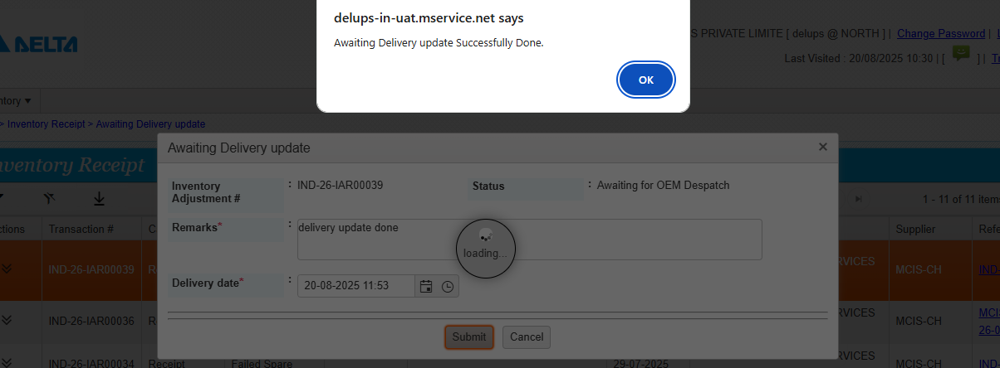 delups-in-uat.mservice.net says
Awaiting Delivery update Successfully Done.
OK
DELTA
S PRIVATE LIMITE [ delups @ NORTH ] | Change Password |
Last Visited : 20/08/2025 10:30 | [ ] | Tr
ntory
> Inventory Receipt > Awaiting Delivery update
nventory Receipt
Awaiting Delivery update
Inventory Adjustment # : IND-26-IAR00039
Status : Awaiting for OEM Despatch
1 - 11 of 11 items
Remarks* : delivery update done
loading...
Delivery date* : 20-08-2025 11:53
Submit Cancel
ctions Transaction # C Supplier Refe
IND-26-IAR00039 R RVICES MCIS-CH IND-
IND-26-IAR00036 R RVICES MCIS-CH MCI
26-0
IND-26-IAR00034 Receipt Failed Spare 29-07-2025 RVICES MCIS-CH